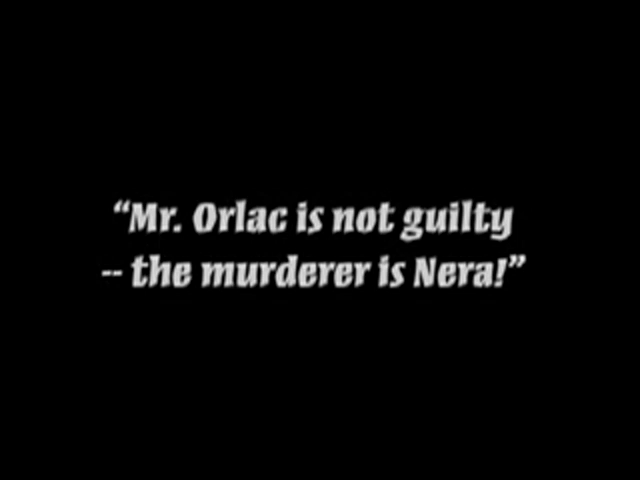 “Mr. Orlac is not guilty
-- the murderer is Nera!”